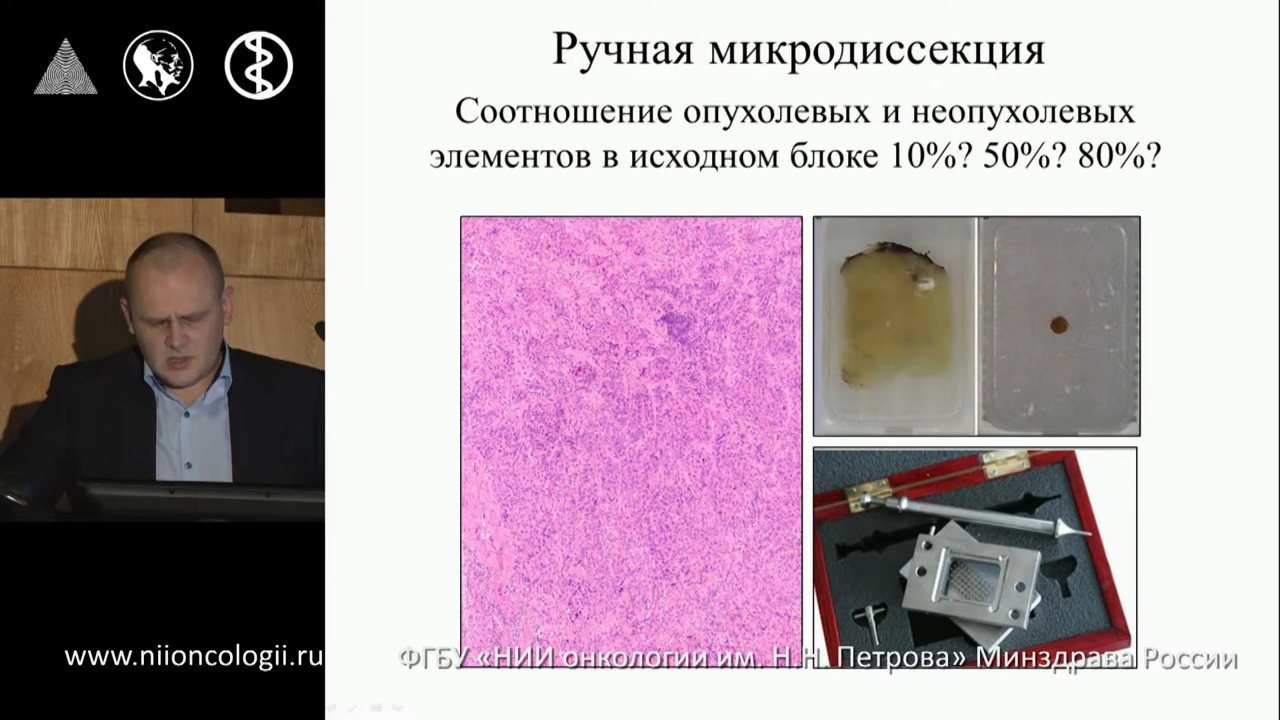 Ручная микродиссекция
Соотношение опухолевых и неопухолевых
элементов в исходном блоке 10%? 50%? 80%?
www.niioncologii.ru
ФГБУ «НИИ онкологии им. Н.Н. Петрова» Минздрава России